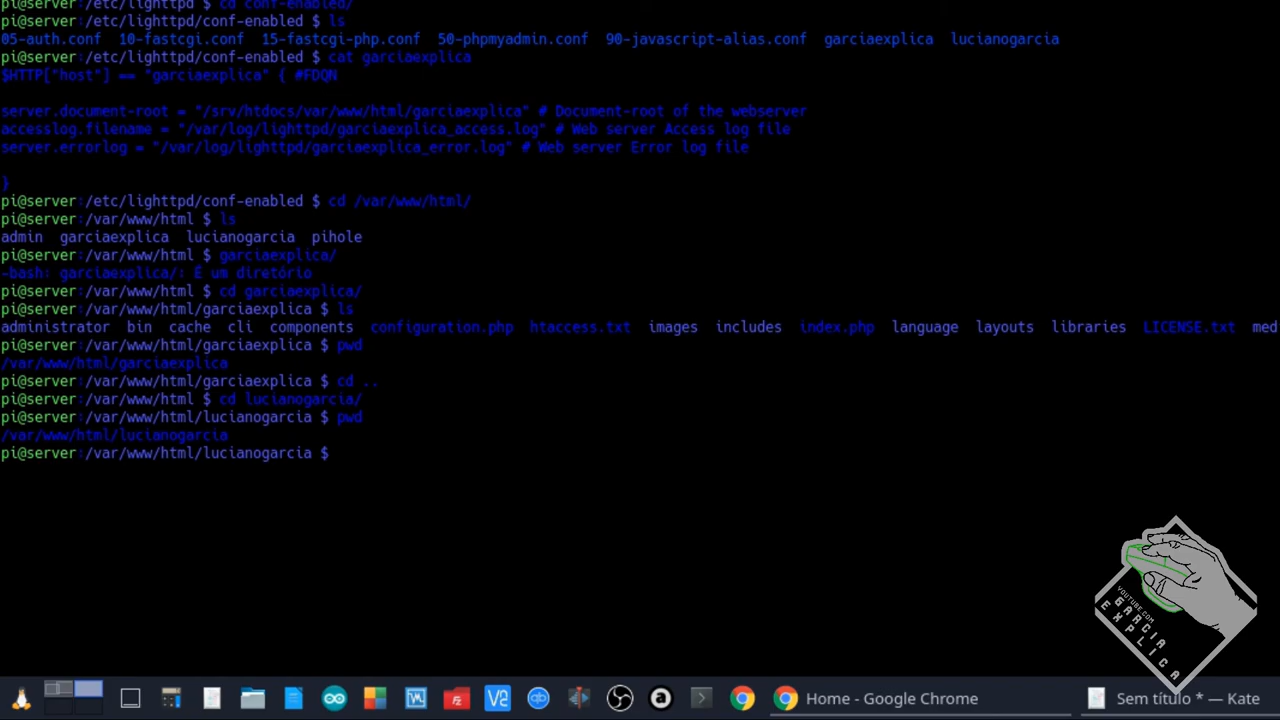 pi@server:/etc/lighttpd $ cd conf-enabled/
pi@server:/etc/lighttpd/conf-enabled $ ls
05-auth.conf  10-fastcgi.conf  15-fastcgi-php.conf  50-phpmyadmin.conf  90-javascript-alias.conf  garciaexplica  lucianogarcia
pi@server:/etc/lighttpd/conf-enabled $ cat garciaexplica
$HTTP["host"] == "garciaexplica" { #FDQN
server.document-root = "/srv/htdocs/var/www/html/garciaexplica" # Document-root of the webserver
accesslog.filename = "/var/log/lighttpd/garciaexplica_access.log" # Web server Access log file
server.errorlog = "/var/log/lighttpd/garciaexplica_error.log" # Web server Error log file
}
pi@server:/etc/lighttpd/conf-enabled $ cd /var/www/html/
pi@server:/var/www/html $ ls
admin  garciaexplica  lucianogarcia  pihole
pi@server:/var/www/html $ garciaexplica/
-bash: garciaexplica/: É um diretório
pi@server:/var/www/html $ cd garciaexplica/
pi@server:/var/www/html/garciaexplica $ ls
administrator  bin  cache  cli  components  configuration.php  htaccess.txt  images  includes  index.php  language  layouts  libraries  LICENSE.txt  med
pi@server:/var/www/html/garciaexplica $ pwd
/var/www/html/garciaexplica
pi@server:/var/www/html/garciaexplica $ cd ..
pi@server:/var/www/html $ cd lucianogarcia/
pi@server:/var/www/html/lucianogarcia $ pwd
/var/www/html/lucianogarcia
pi@server:/var/www/html/lucianogarcia $
YOUTUBE.COM
GARCIA
EXPLICA
Home - Google Chrome
Sem título * — Kate